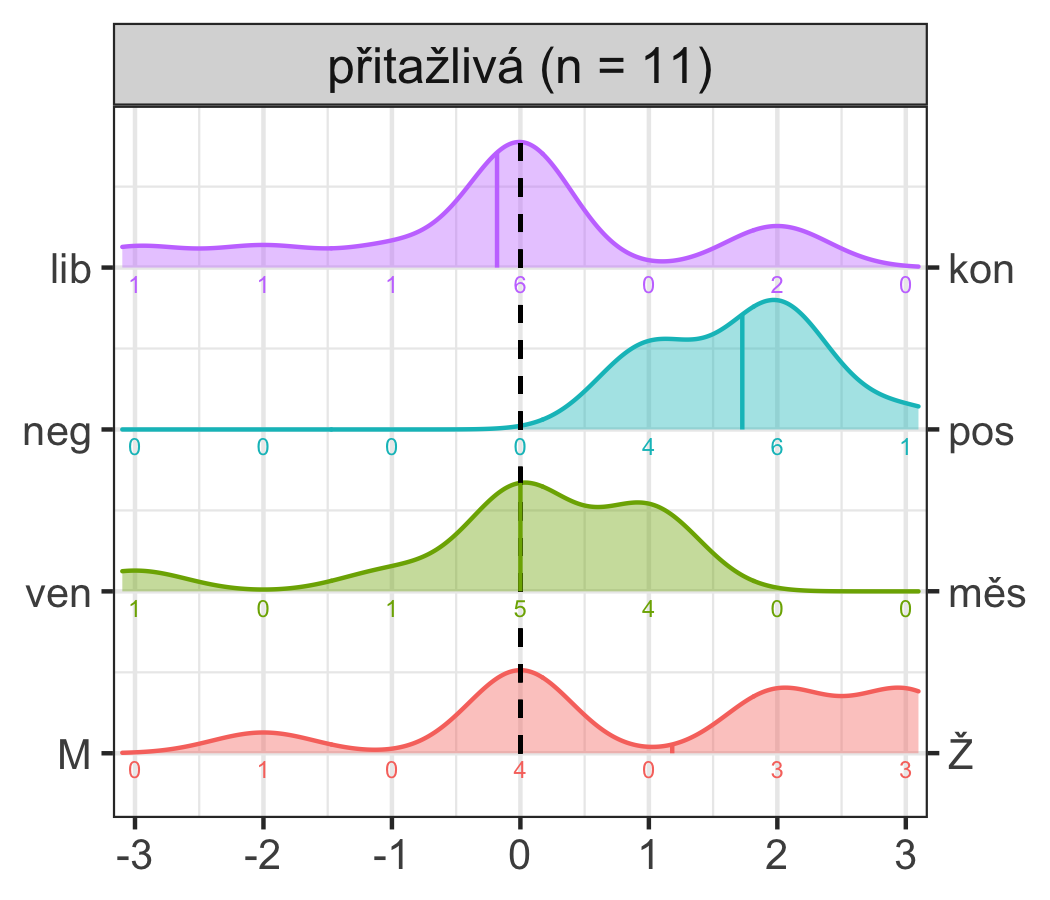 přitažlivá (n = 11)
lib kon
1 1 1 6 0 2 0
neg pos
0 0 0 0 4 6 1
ven měs
1 0 1 5 4 0 0
M Ž
0 1 0 4 0 3 3
-3 -2 -1 0 1 2 3